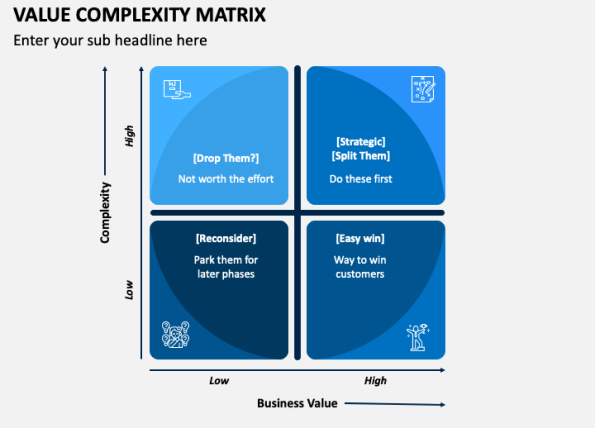 VALUE COMPLEXITY MATRIX
Enter your sub headline here
Complexity
High
Low
[Drop Them?]
Not worth the effort
[Strategic]
[Split Them]
Do these first
[Reconsider]
Park them for
later phases
[Easy win]
Way to win
customers
Low
High
Business Value